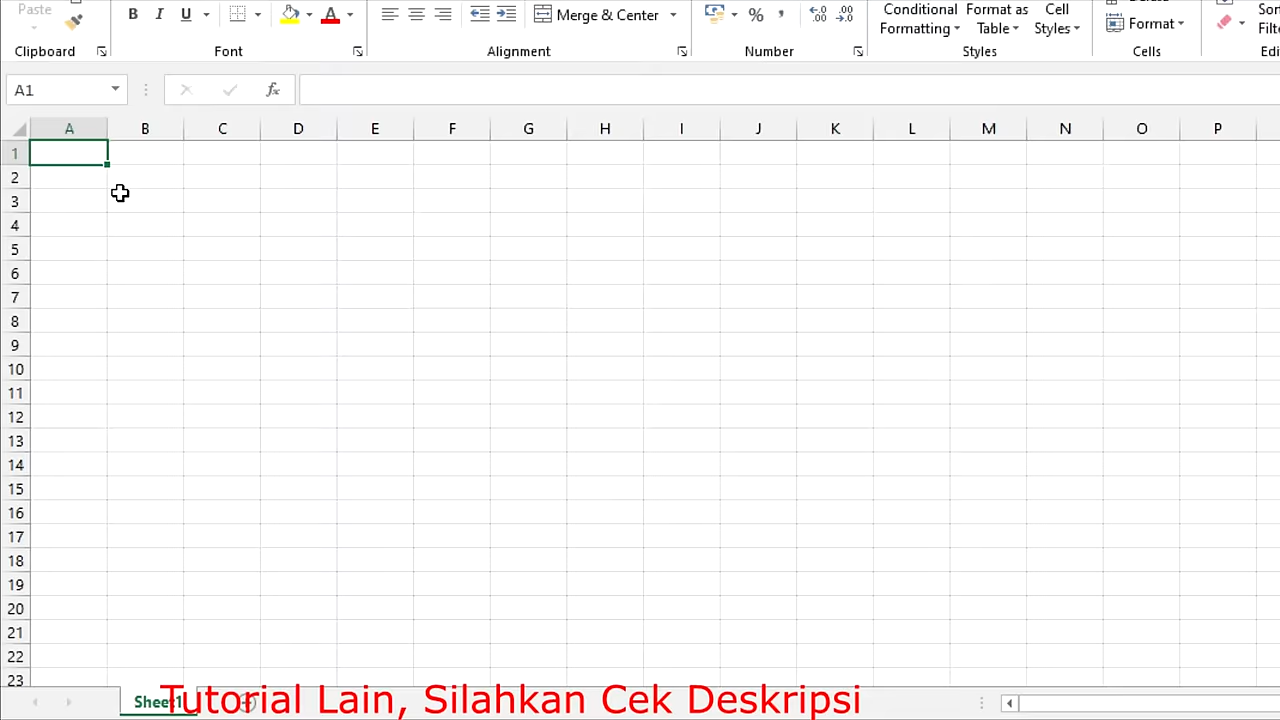 Paste
B I U A
Merge & Center
% ,
Conditional Formatting
Format as Table
Cell Styles
Format
Clipboard
Font
Alignment
Number
Styles
Cells
A1
fx
A B C D E F G H I J K L M N O P
1
2
3
4
5
6
7
8
9
10
11
12
13
14
15
16
17
18
19
20
21
22
23
Sheet1
Tutorial Lain, Silahkan Cek Deskripsi